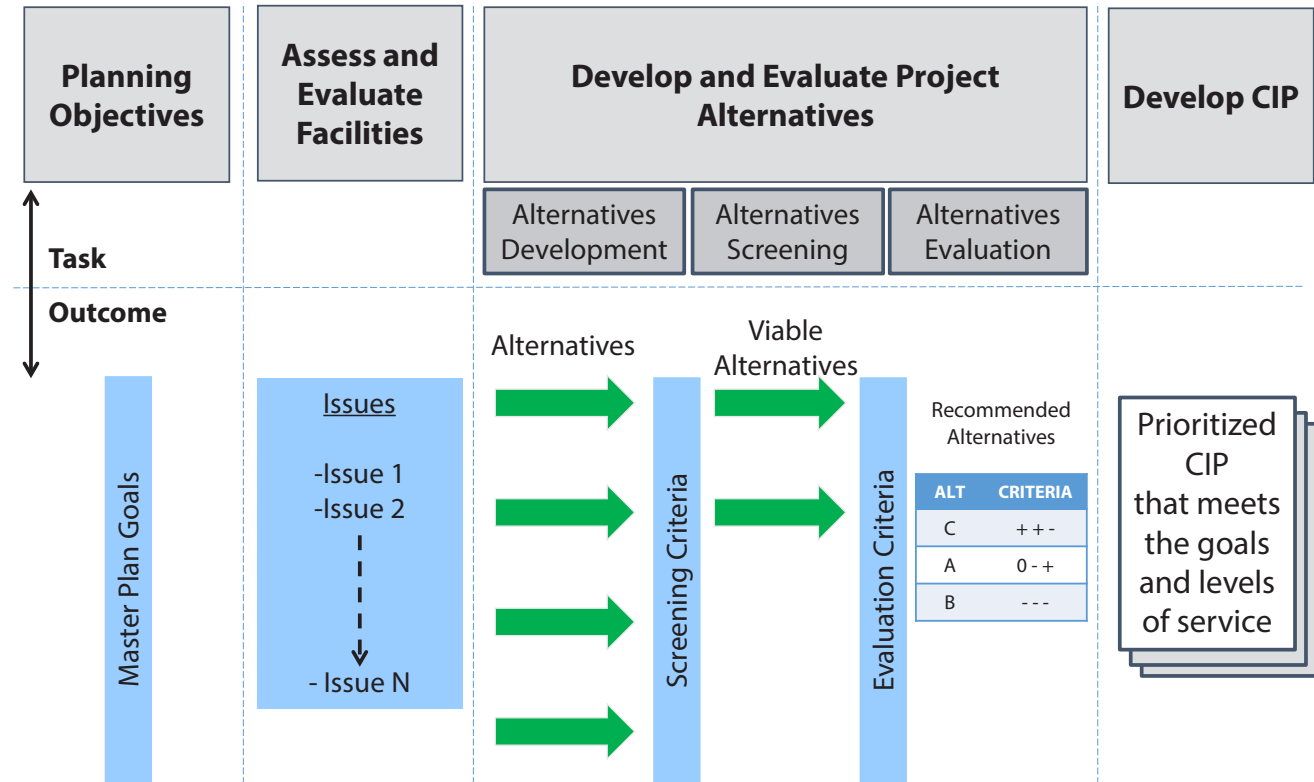 Planning
Objectives
Assess and
Evaluate
Facilities
Develop and Evaluate Project
Alternatives
Develop CIP
Alternatives
Development
Alternatives
Screening
Alternatives
Evaluation
Task
Outcome
Master Plan Goals
Issues
-Issue 1
-Issue 2
- Issue N
Alternatives
Screening Criteria
Viable
Alternatives
Evaluation Criteria
Recommended
Alternatives
ALT CRITERIA
C + + -
A 0 - +
B - - -
Prioritized
CIP
that meets
the goals
and levels
of service